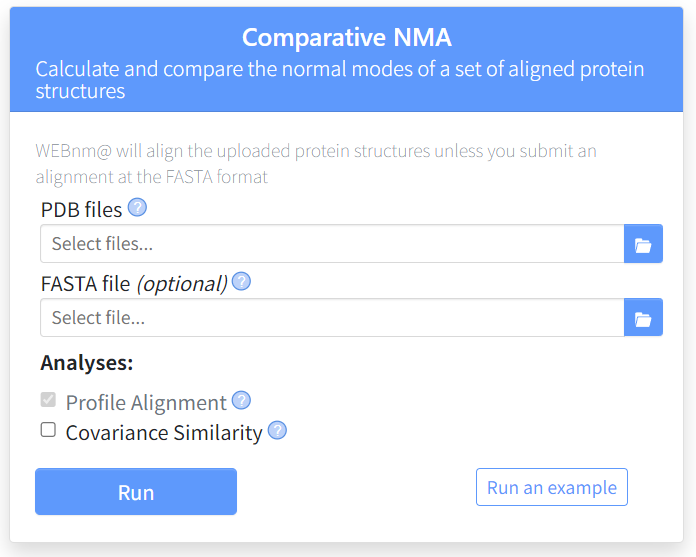 Comparative NMA
Calculate and compare the normal modes of a set of aligned protein
structures
WEBnm@ will align the uploaded protein structures unless you submit an
alignment at the FASTA format
PDB files ?
Select files...
FASTA file (optional) ?
Select file...
Analyses:
Profile Alignment ?
Covariance Similarity ?
Run
Run an example